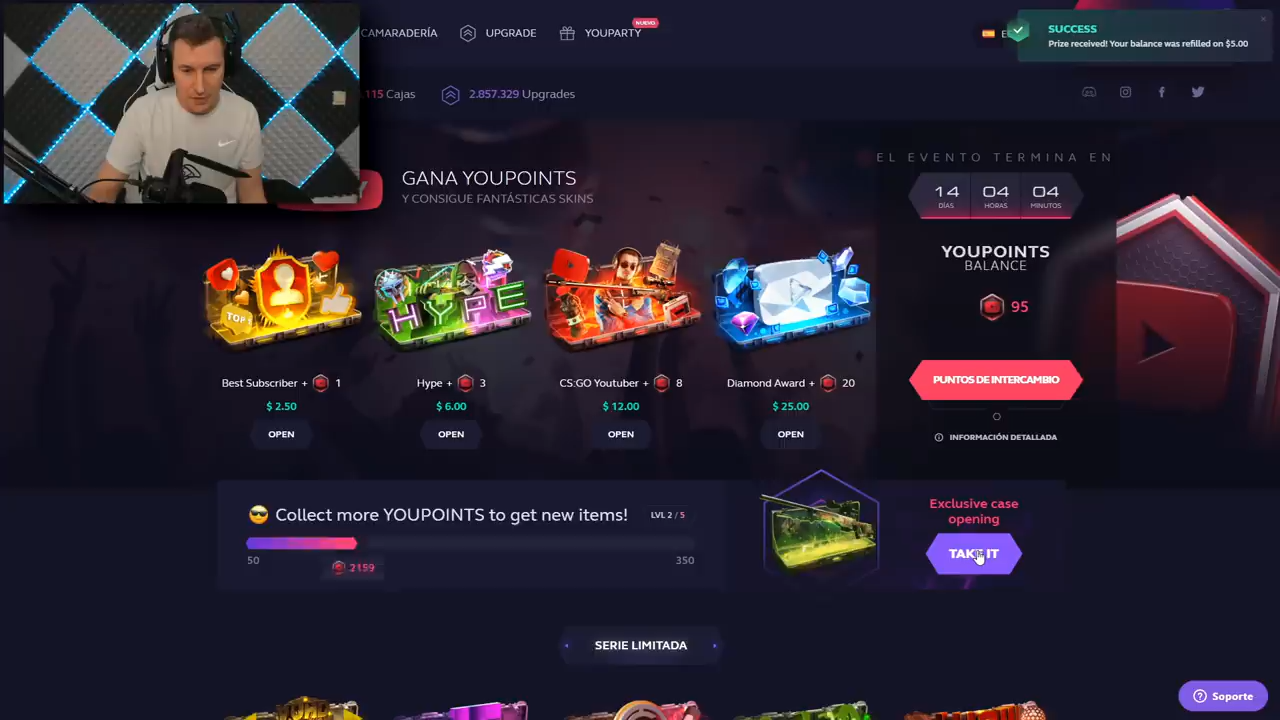 CAMARADERÍA
UPGRADE
YOUPARTY
NUEVO
SUCCESS
Prize received! Your balance was refilled on $5.00
115 Cajas
2.857.329 Upgrades
GANA YOUPOINTS
Y CONSIGUE FANTÁSTICAS SKINS
EL EVENTO TERMINA EN
14 04 04
DÍAS HORAS MINUTOS
YOUPOINTS
BALANCE
95
PUNTOS DE INTERCAMBIO
INFORMACIÓN DETALLADA
TOP 1
HYPE
Best Subscriber + 1
$ 2.50
OPEN
Hype + 3
$ 6.00
OPEN
CS:GO Youtuber + 8
$ 12.00
OPEN
Diamond Award + 20
$ 25.00
OPEN
Collect more YOUPOINTS to get new items!
LVL 2 / 5
50
2159
350
Exclusive case
opening
TAKE IT
SERIE LIMITADA
Soporte